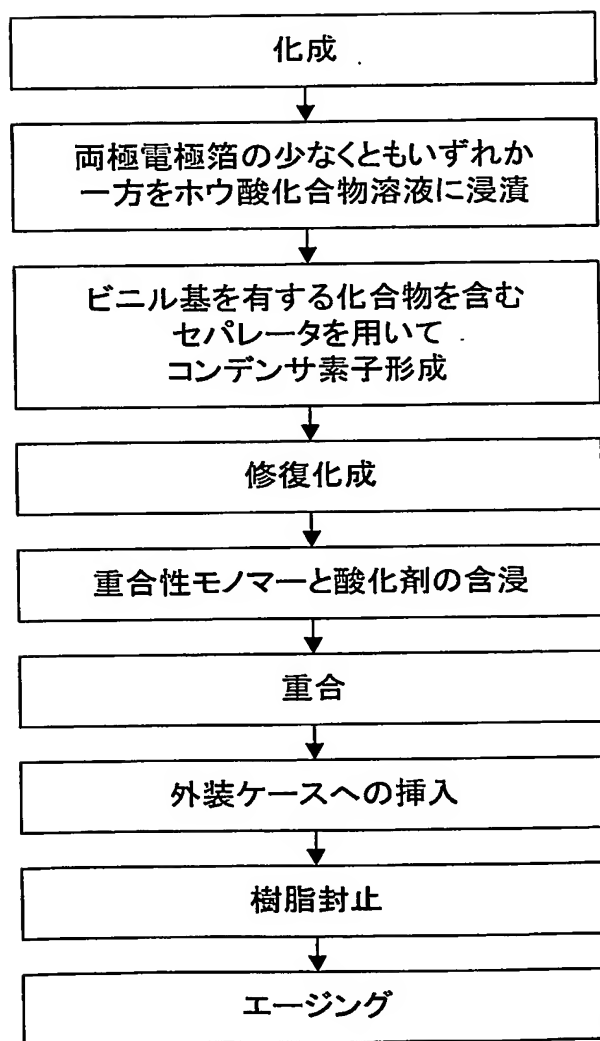 化成
両極電極箔の少なくともいずれか
一方をホウ酸化合物溶液に浸漬
ビニル基を有する化合物を含む
セパレータを用いて
コンデンサ素子形成
修復化成
重合性モノマーと酸化剤の含浸
重合
外装ケースへの挿入
樹脂封止
エージング